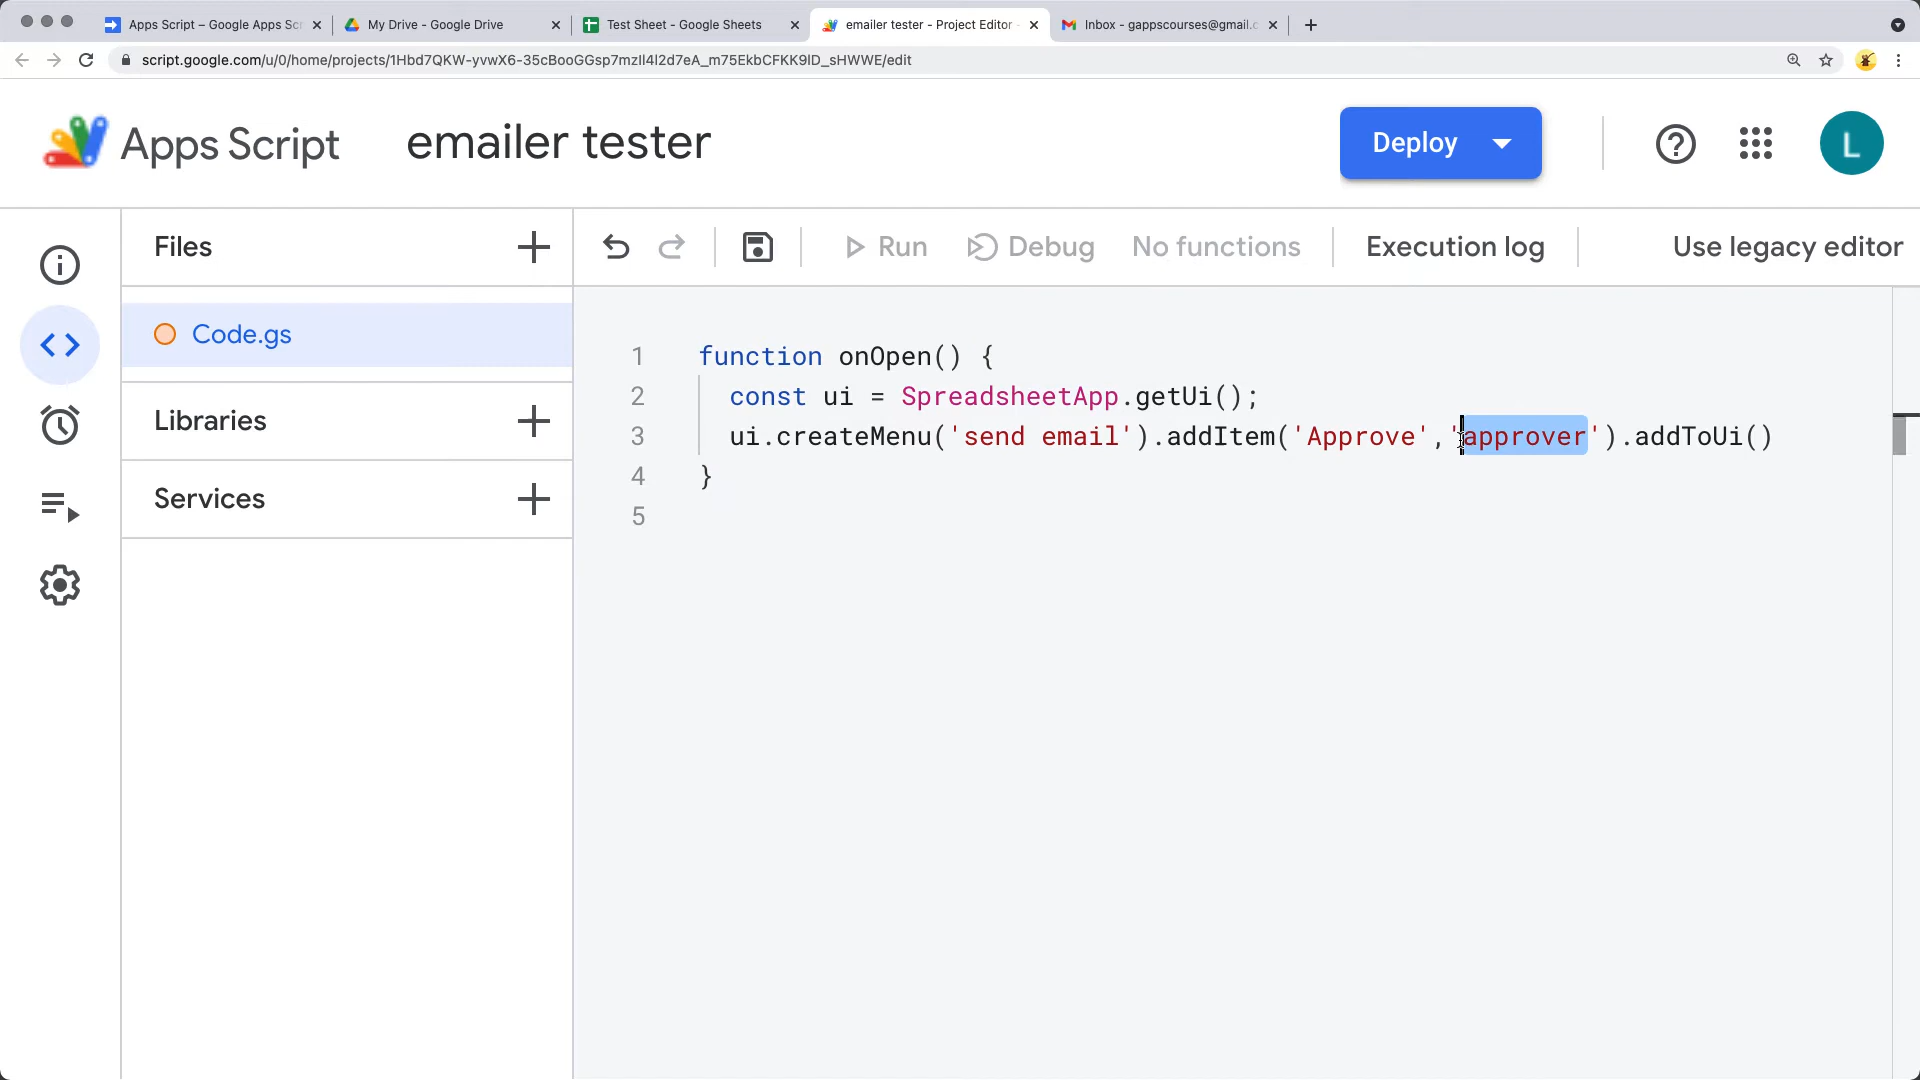 Apps Script – Google Apps Scr
My Drive - Google Drive
Test Sheet - Google Sheets
emailer tester - Project Editor -
Inbox - gappscourses@gmail.c
script.google.com/u/0/home/projects/1Hbd7QKW-yvwX6-35cBooGGsp7mzIl4l2d7eA_m75EkbCFKK9lD_sHWWE/edit
Apps Script
emailer tester
Deploy
L
Files
Run
Debug
No functions
Execution log
Use legacy editor
Code.gs
Libraries
Services
1 function onOpen() {
2 const ui = SpreadsheetApp.getUi();
3 ui.createMenu('send email').addItem('Approve','approver').addToUi()
4 }
5